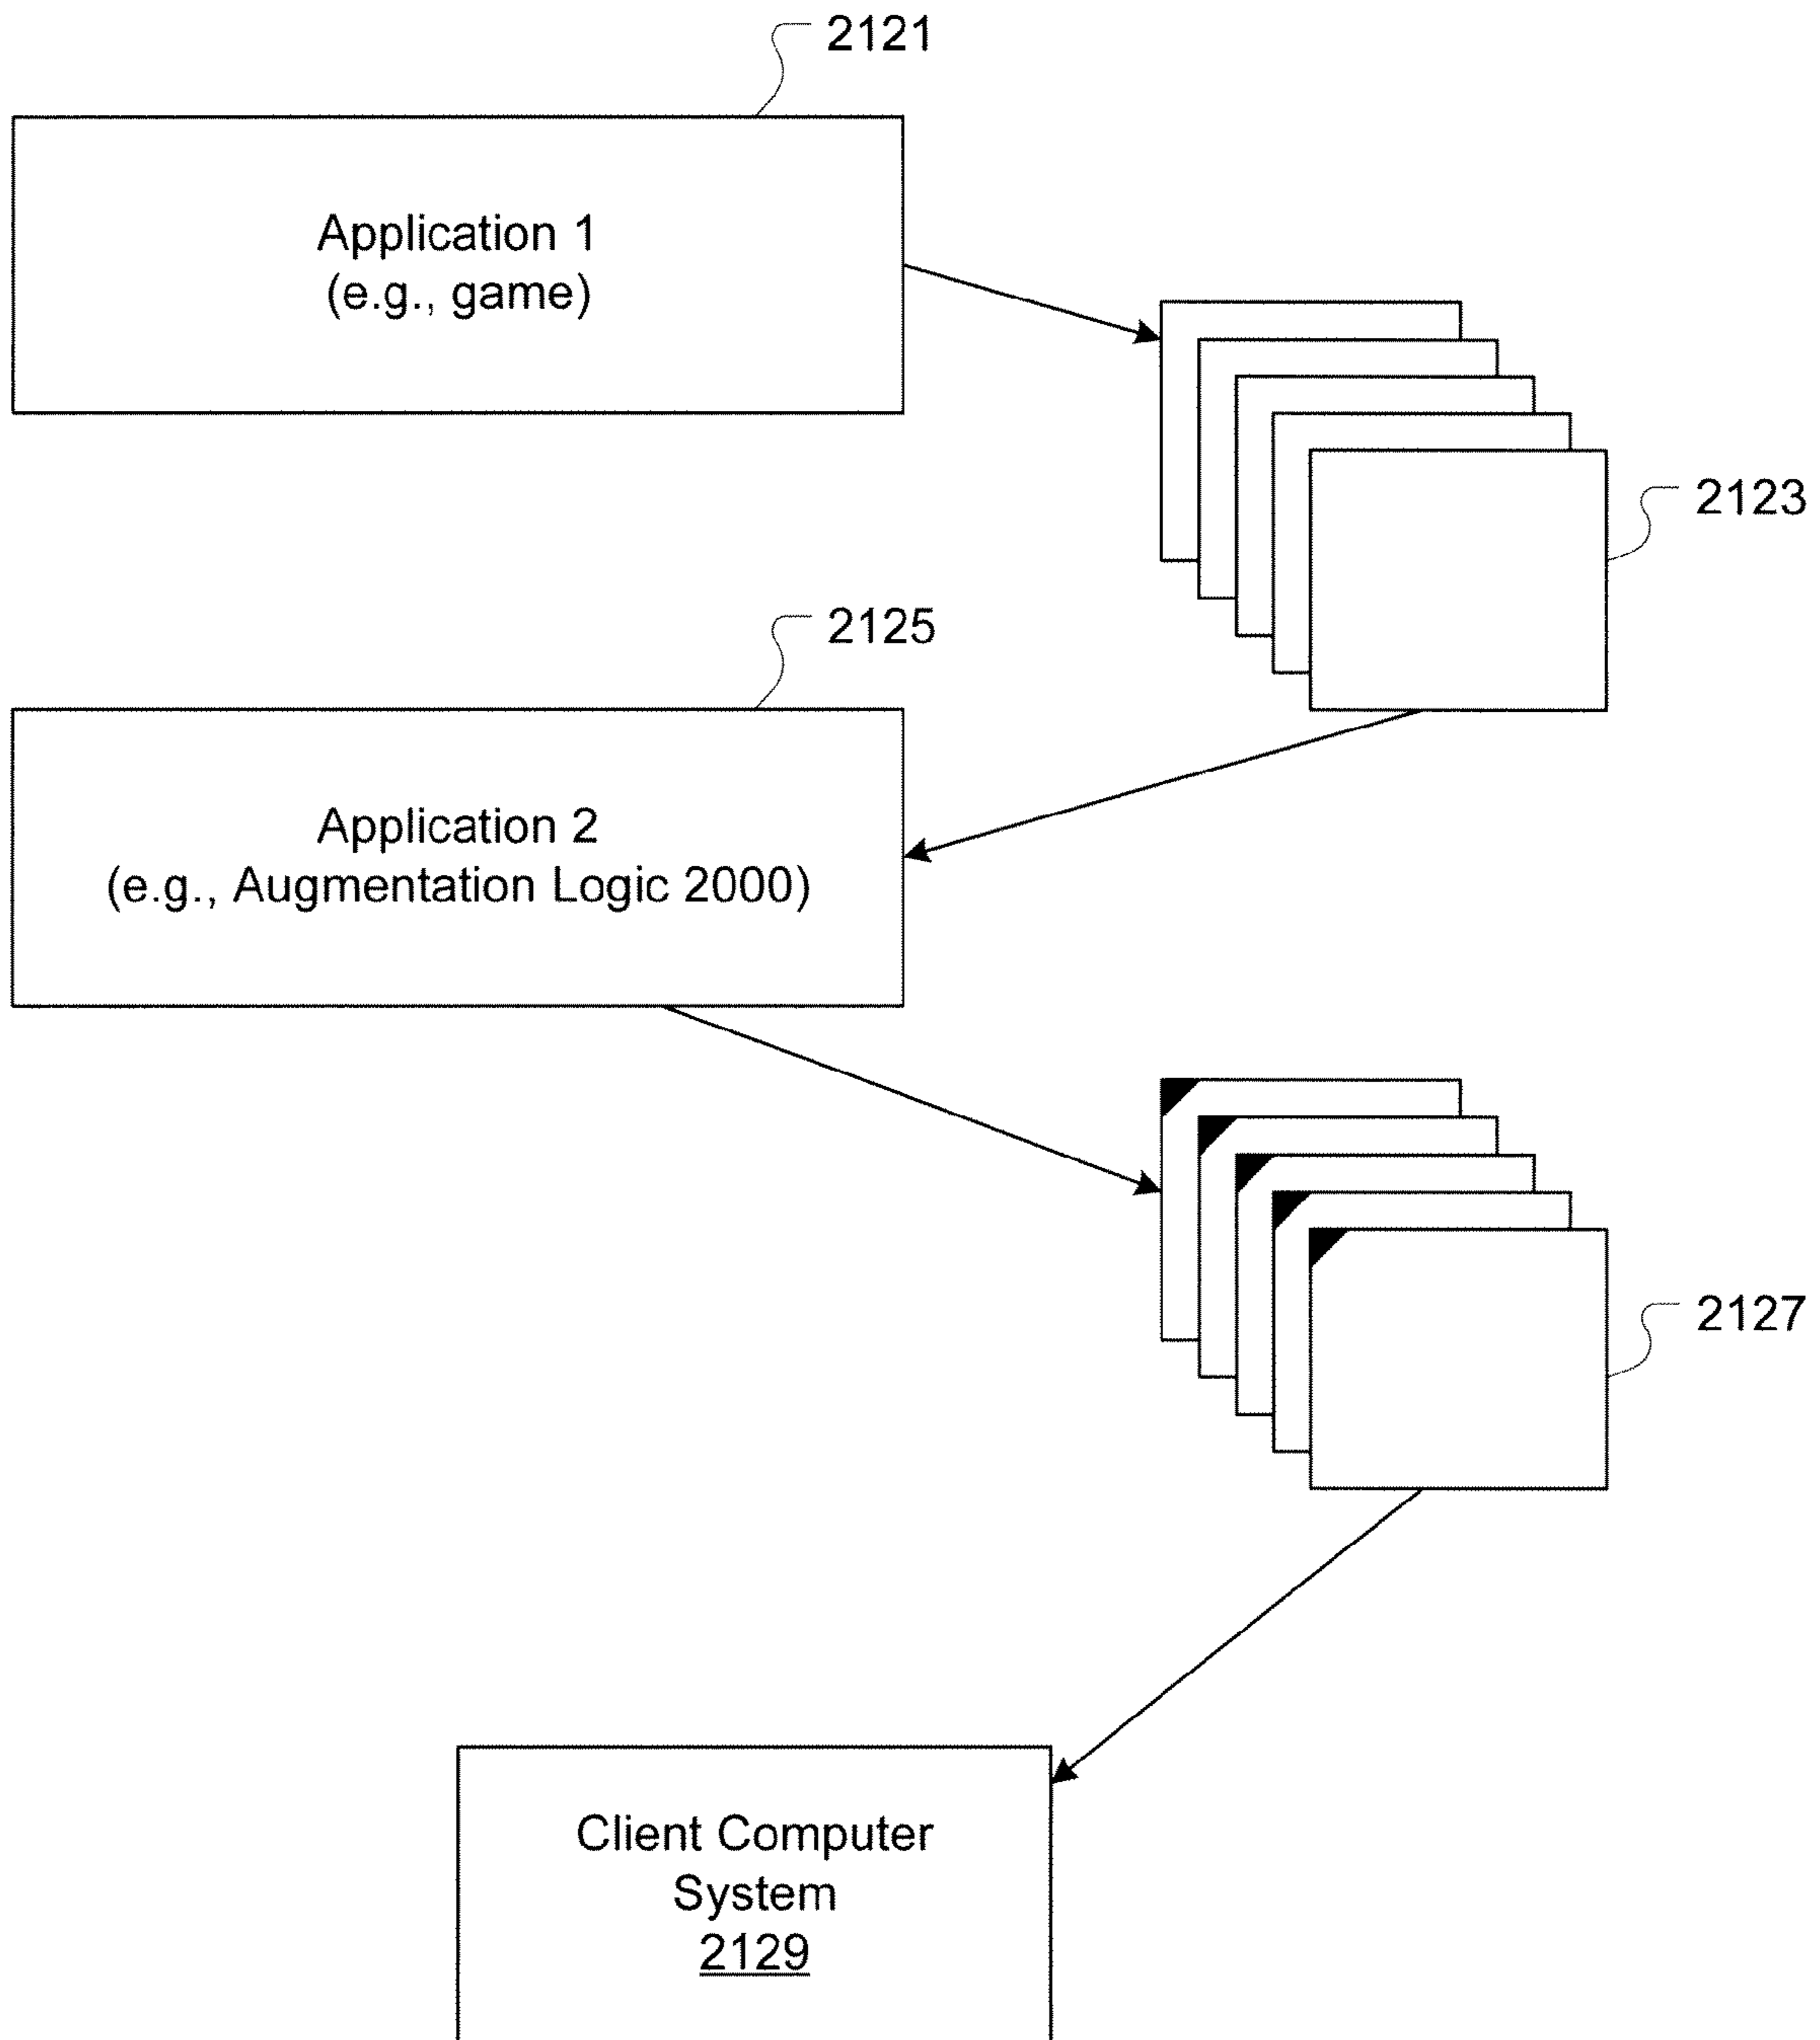 2121
Application 1
(e.g., game)
2123
2125
Application 2
(e.g., Augmentation Logic 2000)
2127
Client Computer
System
2129